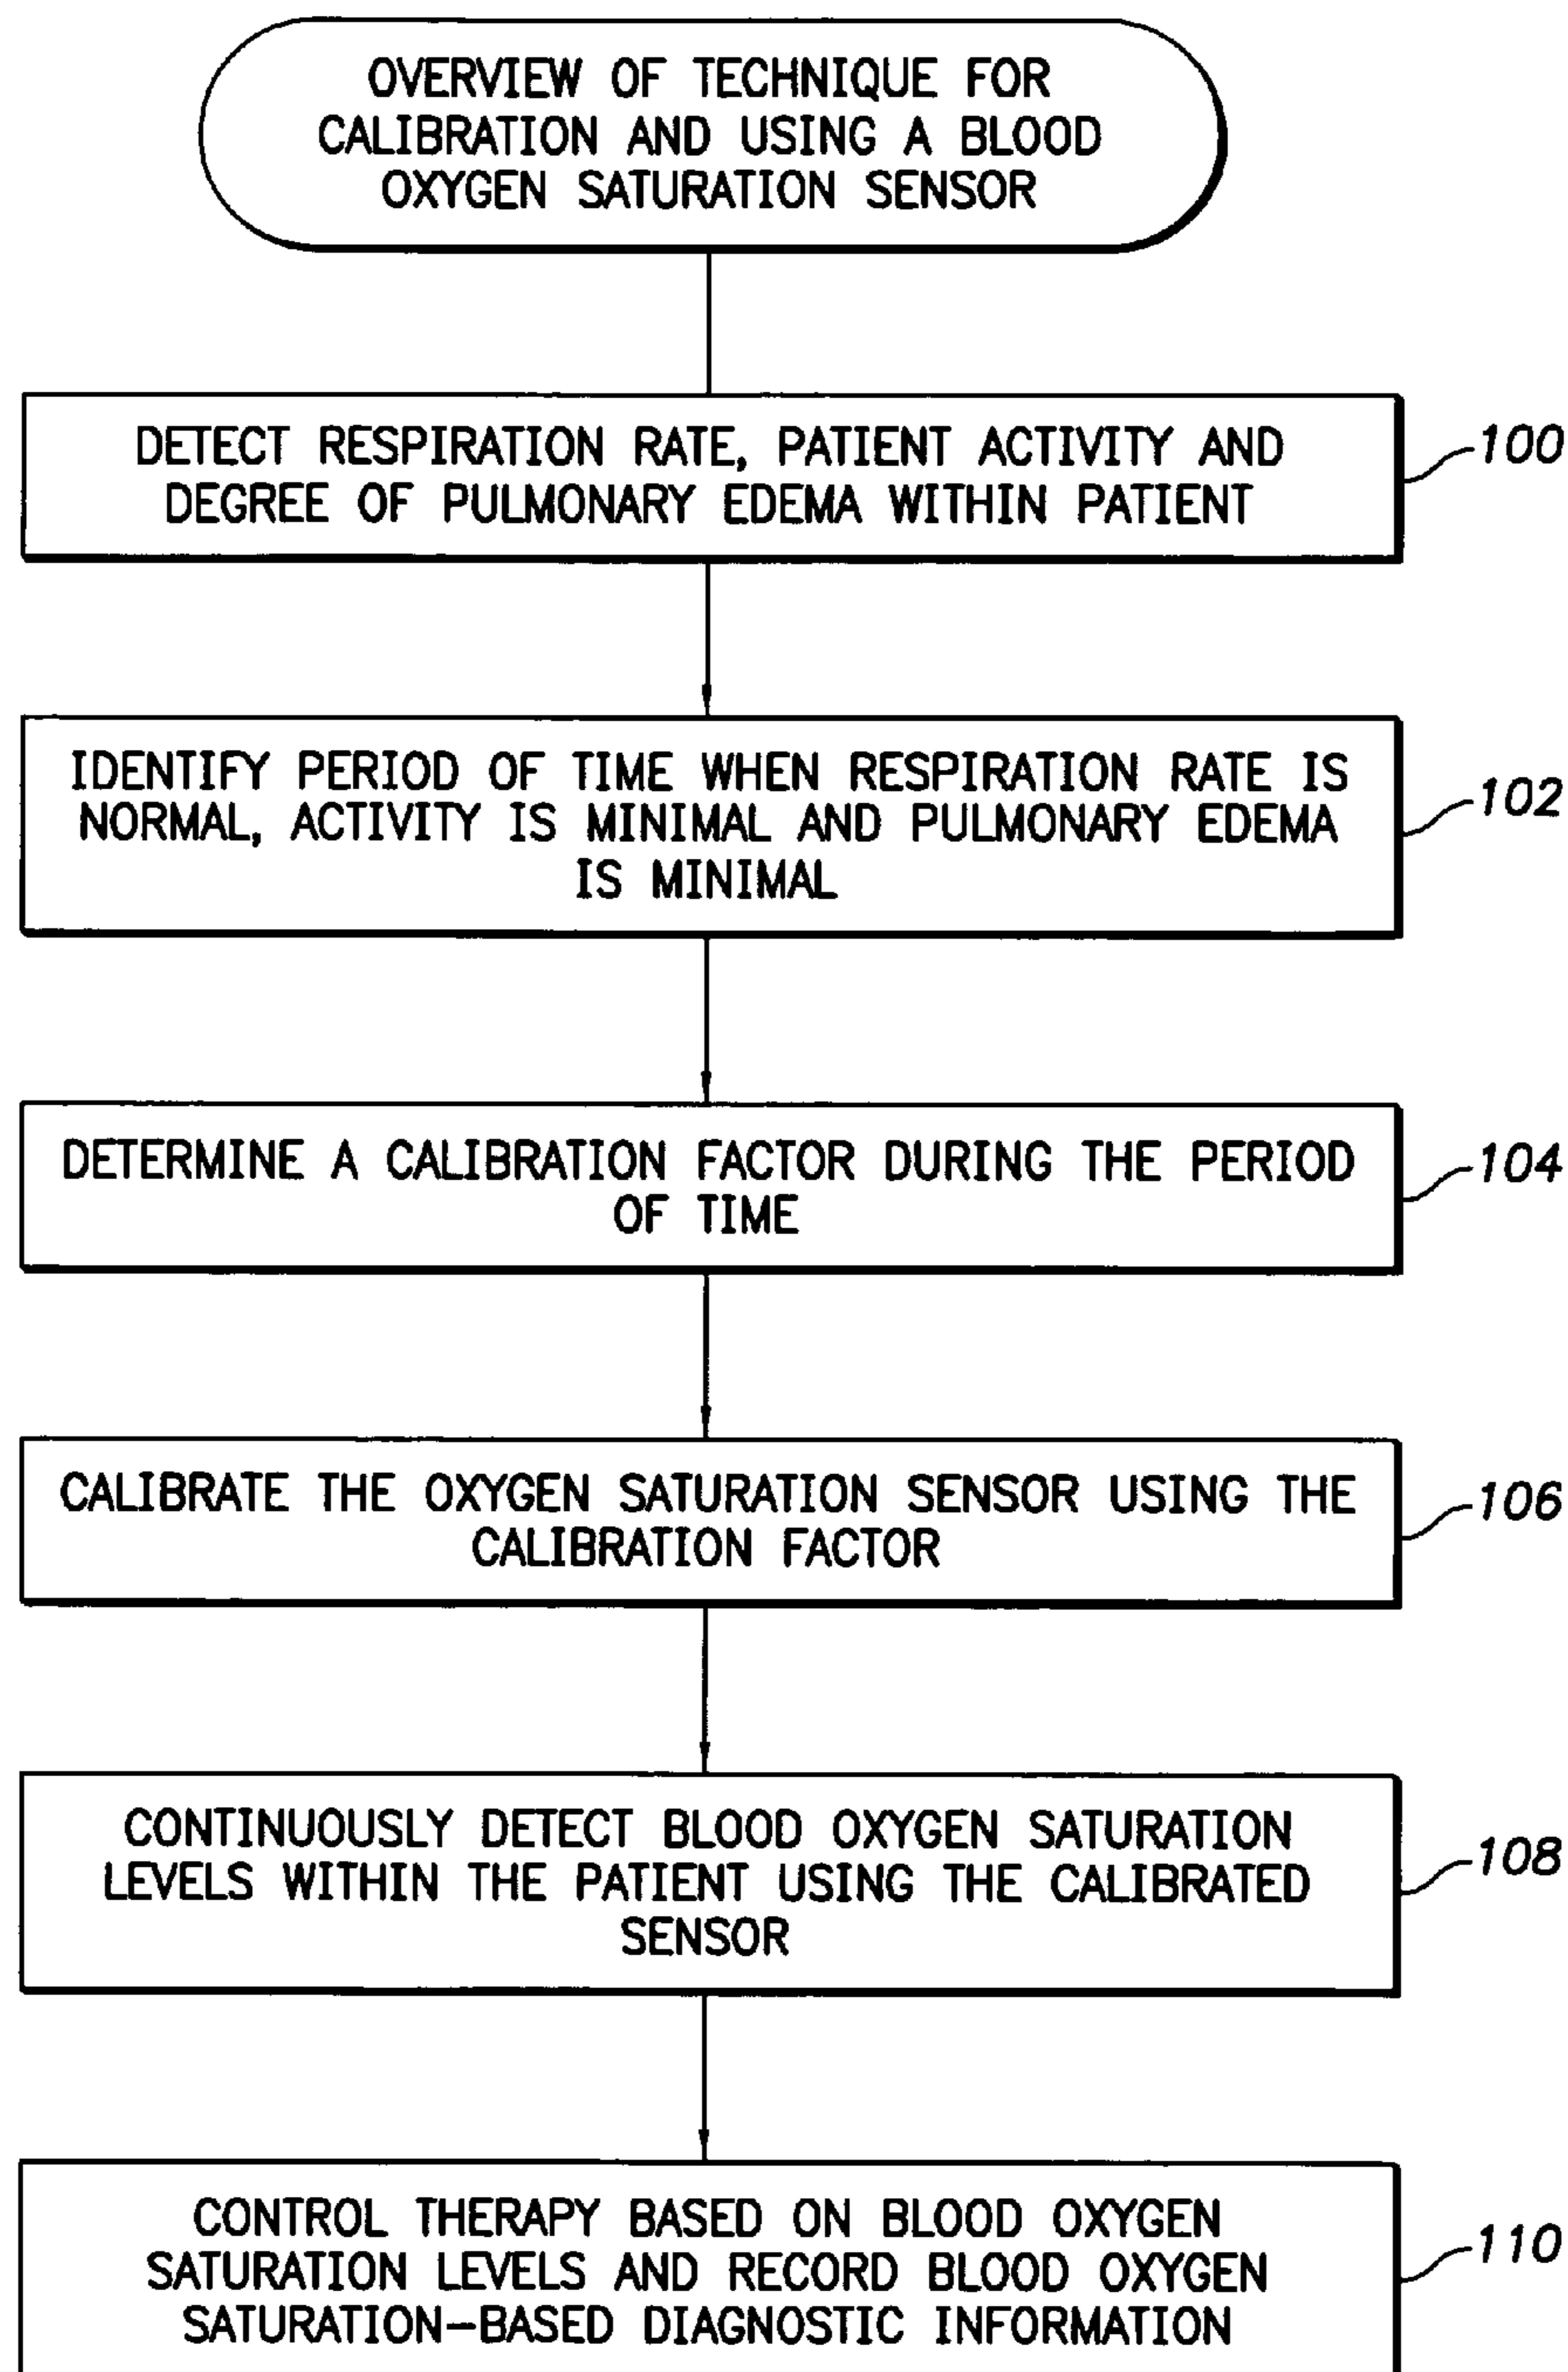 OVERVIEW OF TECHNIQUE FOR
CALIBRATION AND USING A BLOOD
OXYGEN SATURATION SENSOR
DETECT RESPIRATION RATE, PATIENT ACTIVITY AND
DEGREE OF PULMONARY EDEMA WITHIN PATIENT
100
IDENTIFY PERIOD OF TIME WHEN RESPIRATION RATE IS
NORMAL, ACTIVITY IS MINIMAL AND PULMONARY EDEMA
IS MINIMAL
102
DETERMINE A CALIBRATION FACTOR DURING THE PERIOD
OF TIME
104
CALIBRATE THE OXYGEN SATURATION SENSOR USING THE
CALIBRATION FACTOR
106
CONTINUOUSLY DETECT BLOOD OXYGEN SATURATION
LEVELS WITHIN THE PATIENT USING THE CALIBRATED
SENSOR
108
CONTROL THERAPY BASED ON BLOOD OXYGEN
SATURATION LEVELS AND RECORD BLOOD OXYGEN
SATURATION-BASED DIAGNOSTIC INFORMATION
110